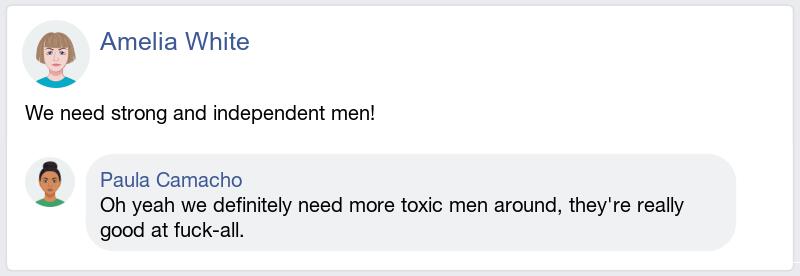 Amelia White
We need strong and independent men!
Paula Camacho
Oh yeah we definitely need more toxic men around, they're really
good at fuck-all.